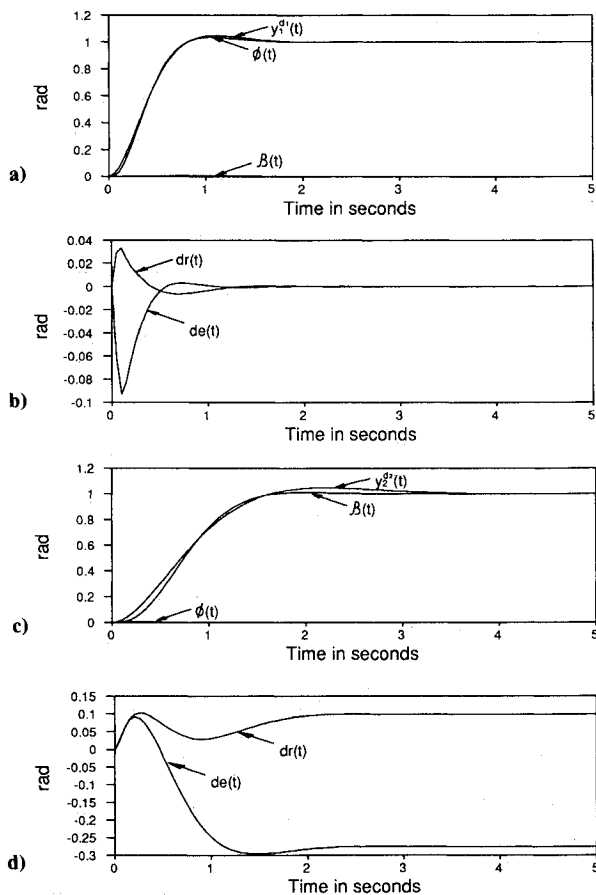 a)
rad
1.2
1
0.8
0.6
0.4
0.2
0
y₁^d₁(t)
ϕ(t)
β(t)
0 1 2 3 4 5
Time in seconds
b)
rad
0.04
0.02
0
-0.02
-0.04
-0.06
-0.08
-0.1
dr(t)
de(t)
0 1 2 3 4 5
Time in seconds
c)
rad
1.2
1
0.8
0.6
0.4
0.2
0
y₂^d₂(t)
β(t)
ϕ(t)
0 1 2 3 4 5
Time in seconds
d)
rad
0.15
0.1
0.05
0
-0.05
-0.1
-0.15
-0.2
-0.25
-0.3
dr(t)
de(t)
0 1 2 3 4 5
Time in seconds